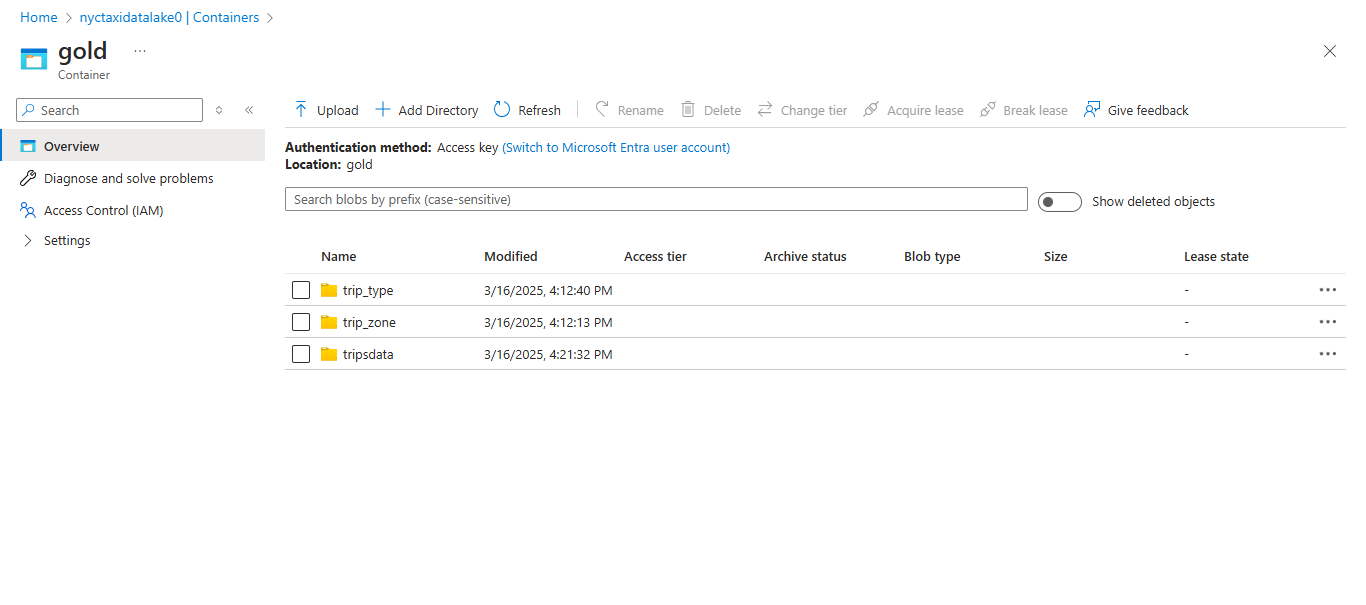 Home > nyctaxidatalake0 | Containers >
gold ...
Container
Search
Upload Add Directory Refresh Rename Delete Change tier Acquire lease Break lease Give feedback
Overview
Diagnose and solve problems
Access Control (IAM)
Settings
Authentication method: Access key (Switch to Microsoft Entra user account)
Location: gold
Search blobs by prefix (case-sensitive)
Show deleted objects
Name Modified Access tier Archive status Blob type Size Lease state
trip_type 3/16/2025, 4:12:40 PM -
trip_zone 3/16/2025, 4:12:13 PM -
tripsdata 3/16/2025, 4:21:32 PM -